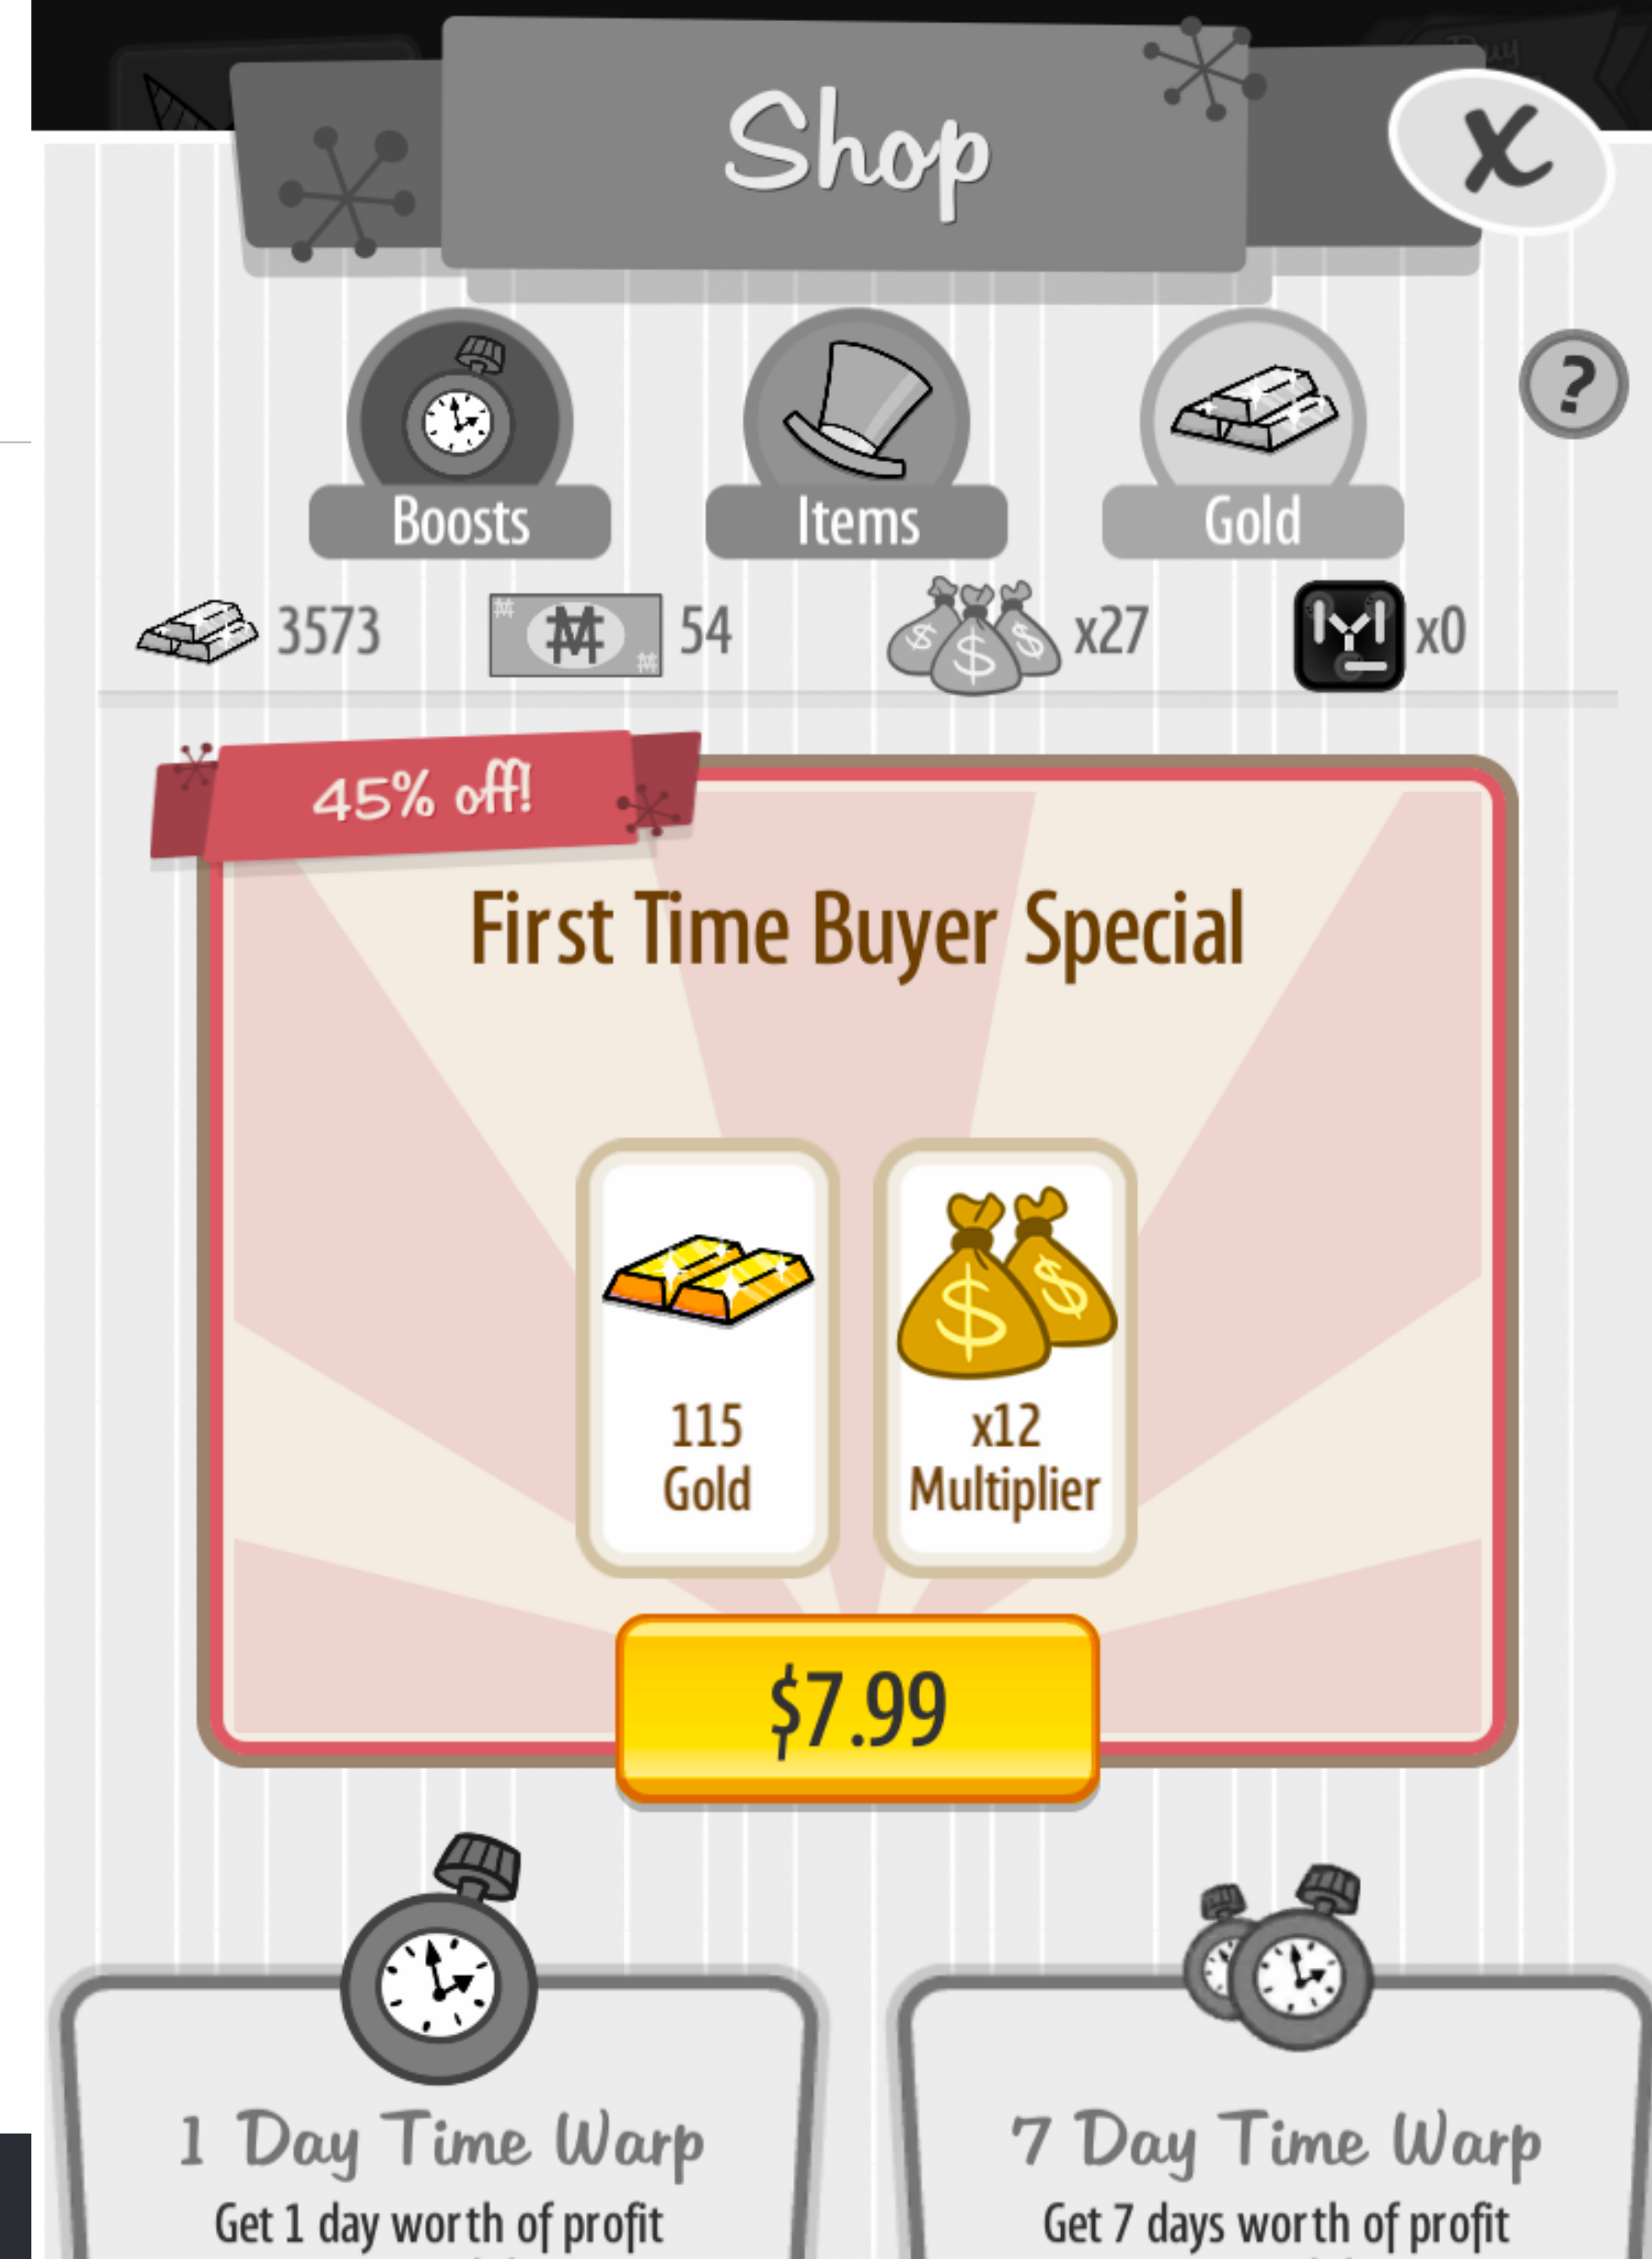 Shop
X
Boosts
Items
Gold
?
3573
54
x27
x0
45% off!
First Time Buyer Special
115
Gold
x12
Multiplier
$7.99
1 Day Time Warp
Get 1 day worth of profit
7 Day Time Warp
Get 7 days worth of profit